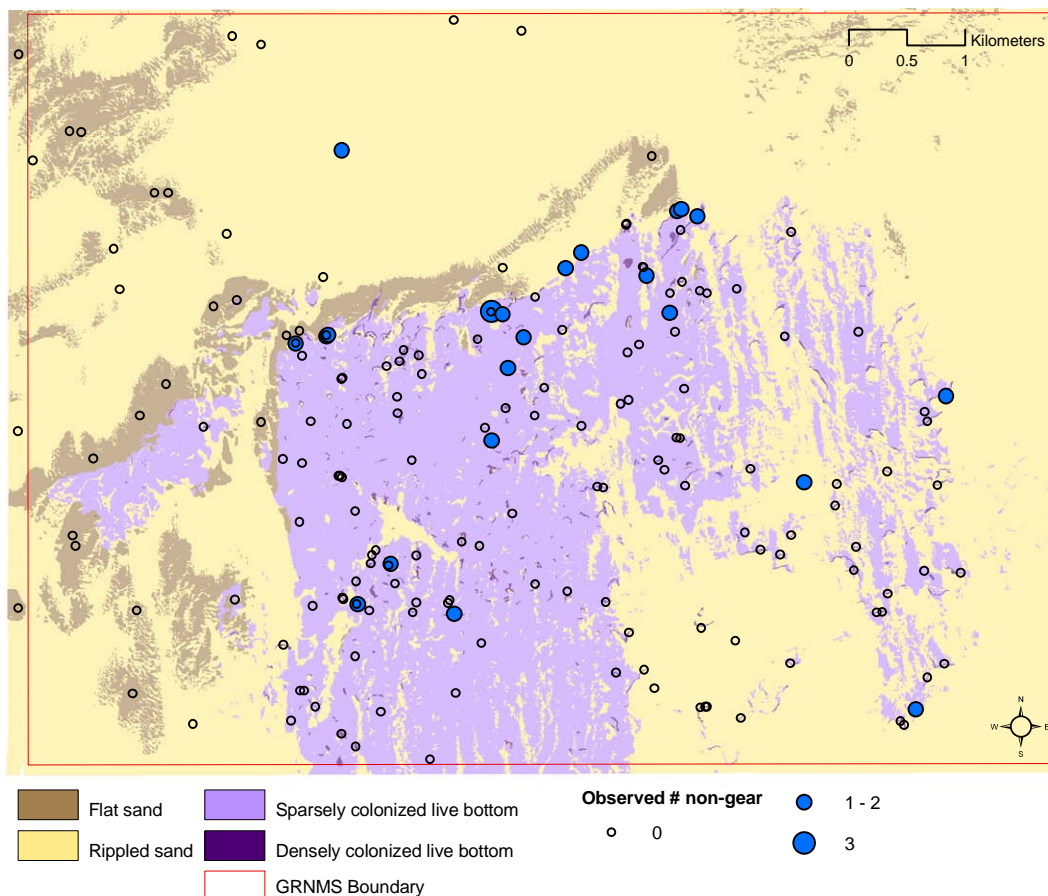 Kilometers
0 0.5 1
N
W E
S
Flat sand
Rippled sand
Sparsely colonized live bottom
Densely colonized live bottom
GRNMS Boundary
Observed # non-gear
0
1 - 2
3